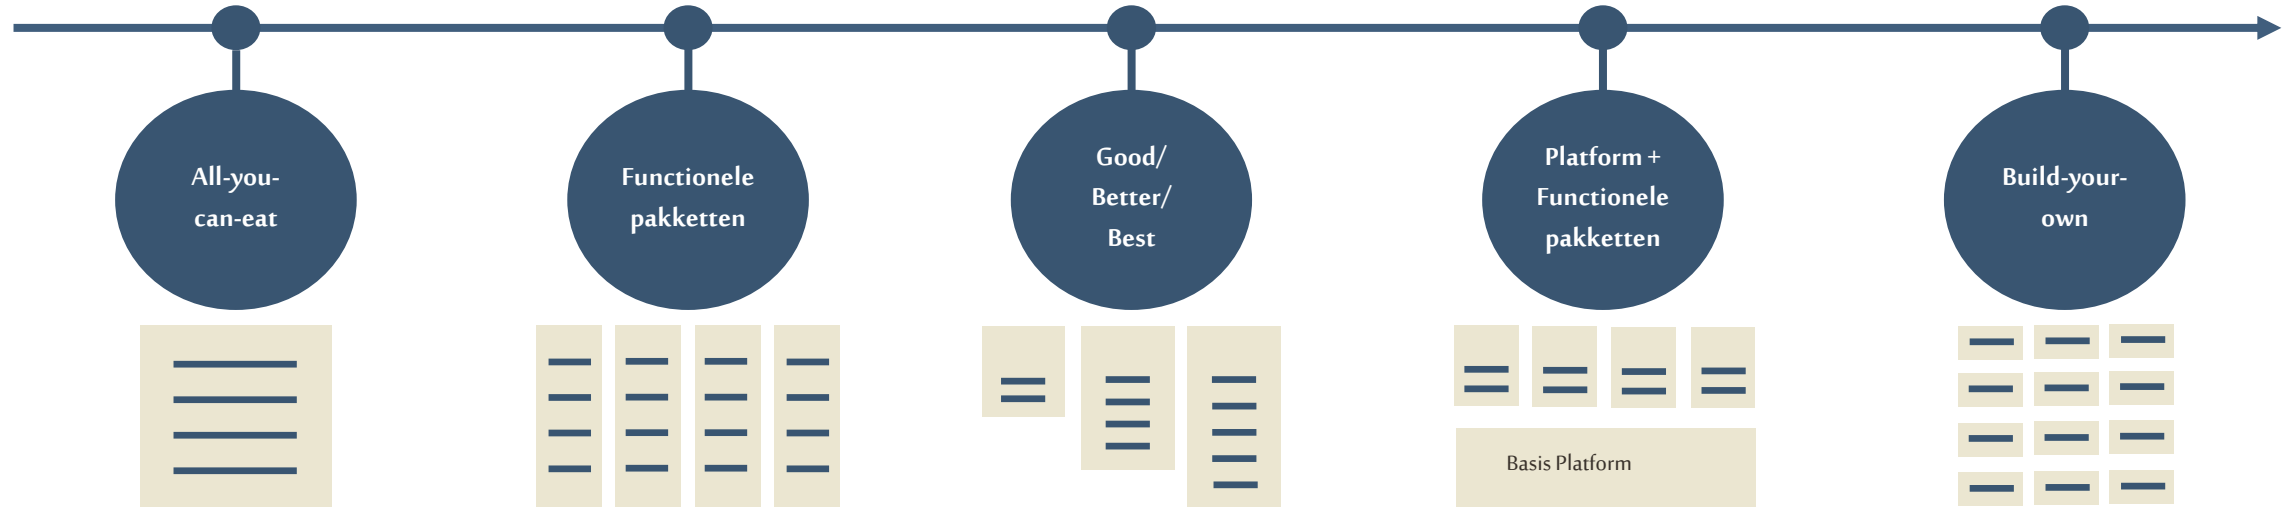 All-you-
can-eat
Functionele
pakketten
Good/
Better/
Best
Platform +
Functionele
pakketten
Build-your-
own
Basis Platform